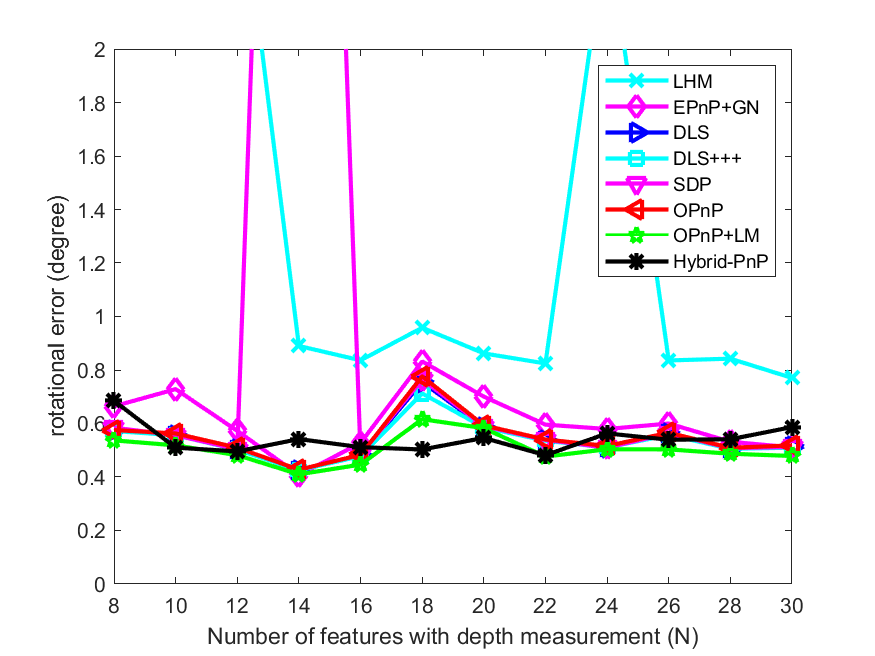 2
1.8
1.6
1.4
1.2
1
0.8
0.6
0.4
0.2
0
rotational error (degree)
LHM
EPnP+GN
DLS
DLS+++
SDP
OPnP
OPnP+LM
Hybrid-PnP
8 10 12 14 16 18 20 22 24 26 28 30
Number of features with depth measurement (N)